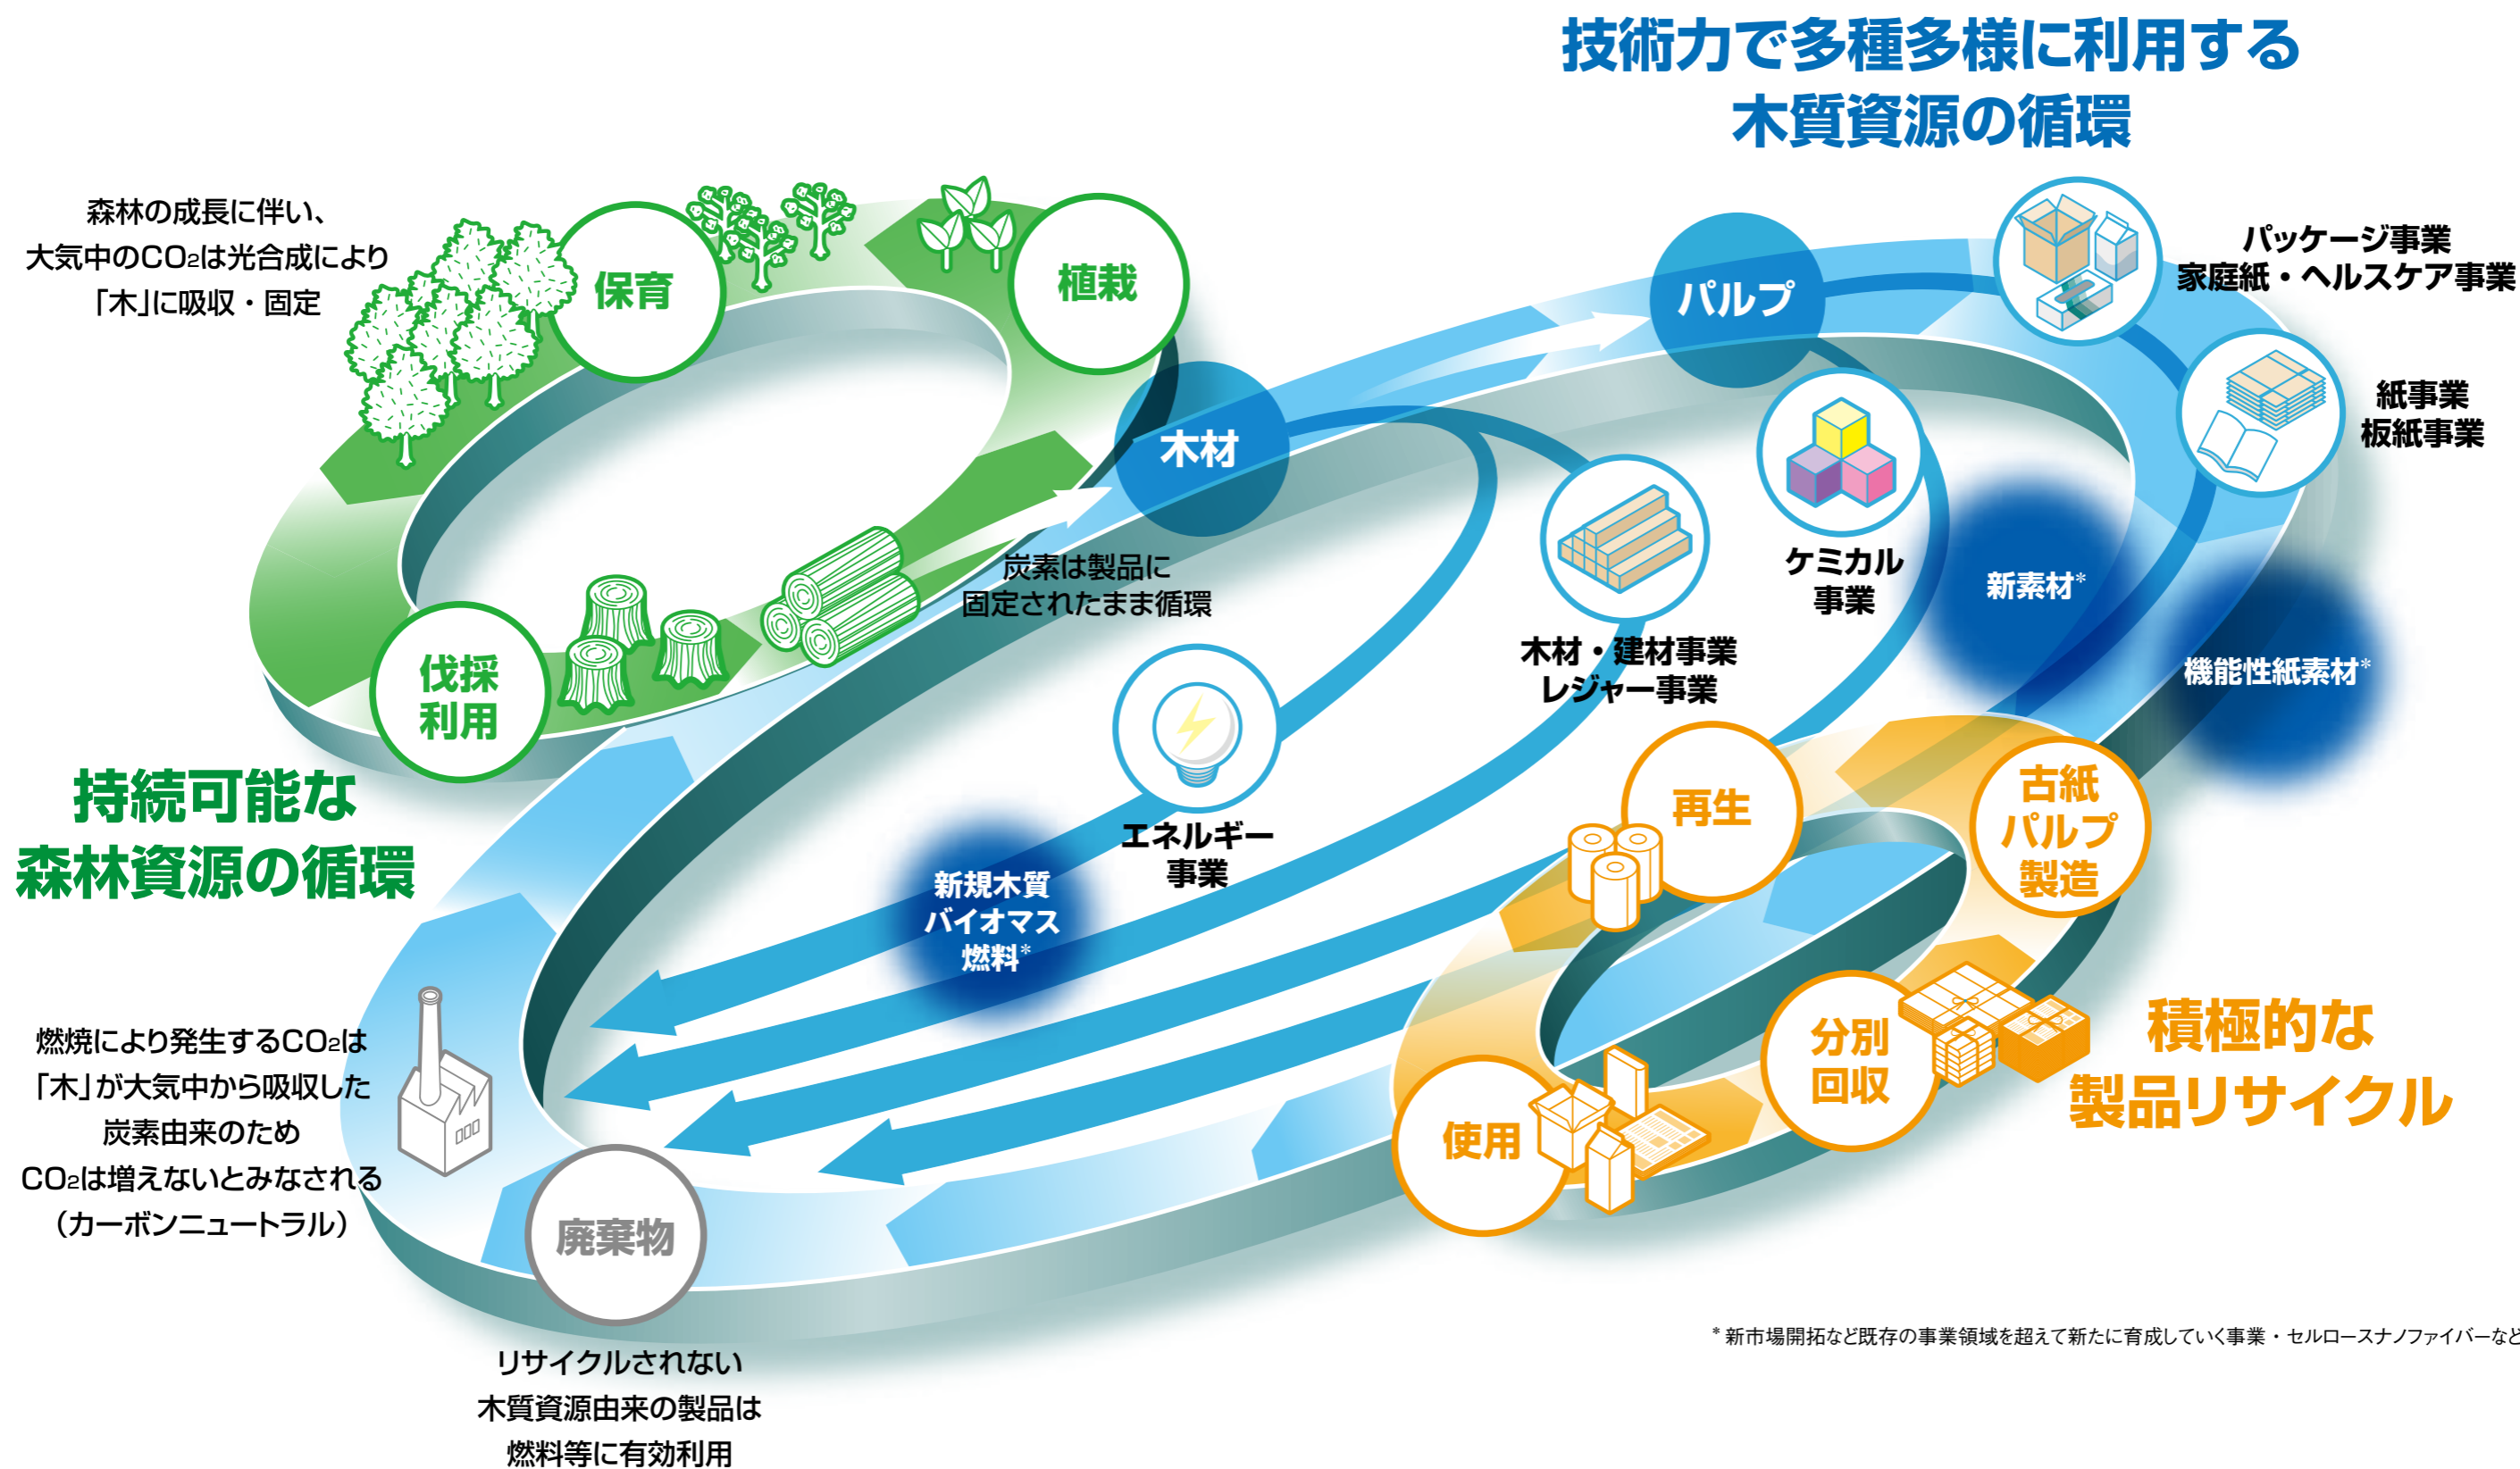 技術力で多種多様に利用する
木質資源の循環
森林の成長に伴い、
大気中のCO₂は光合成により
「木」に吸収・固定
保育
植栽
伐採
利用
持続可能な
森林資源の循環
木材
パルプ
炭素は製品に
固定されたまま循環
パッケージ事業
家庭紙・ヘルスケア事業
紙事業
板紙事業
ケミカル
事業
木材・建材事業
レジャー事業
エネルギー
事業
新素材*
機能性紙素材*
新規木質
バイオマス
燃料*
再生
古紙
パルプ
製造
分別
回収
使用
積極的な
製品リサイクル
燃焼により発生するCO₂は
「木」が大気中から吸収した
炭素由来のため
CO₂は増えないとみなされる
（カーボンニュートラル）
廃棄物
リサイクルされない
木質資源由来の製品は
燃料等に有効利用
* 新市場開拓など既存の事業領域を超えて新たに育成していく事業・セルロースナノファイバーなど